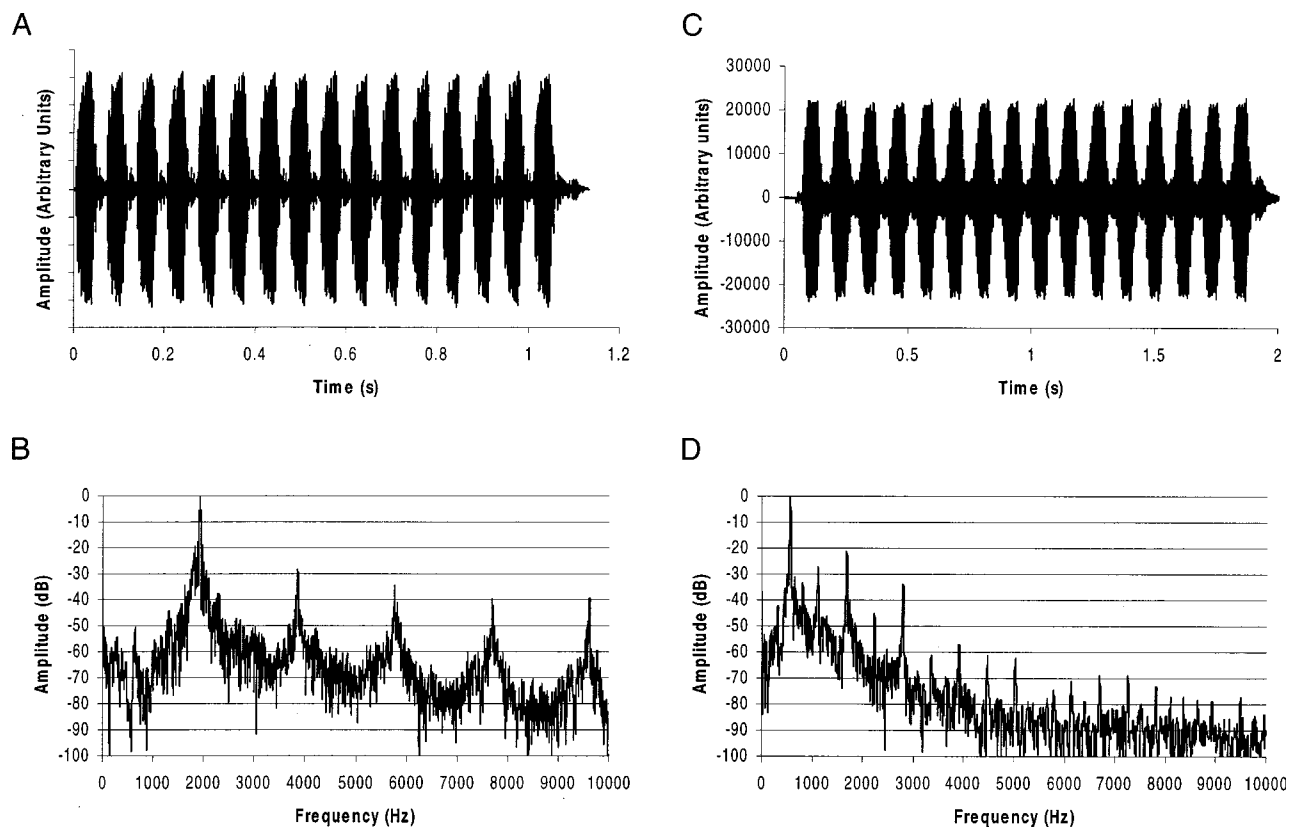 A
Amplitude (Arbitrary Units)
0 0.2 0.4 0.6 0.8 1 1.2
Time (s)
C
Amplitude (Arbitrary units)
30000
20000
10000
0
-10000
-20000
-30000
0 0.5 1 1.5 2
Time (s)
B
Amplitude (dB)
0
-10
-20
-30
-40
-50
-60
-70
-80
-90
-100
0 1000 2000 3000 4000 5000 6000 7000 8000 9000 10000
Frequency (Hz)
D
Amplitude (dB)
0
-10
-20
-30
-40
-50
-60
-70
-80
-90
-100
0 1000 2000 3000 4000 5000 6000 7000 8000 9000 10000
Frequency (Hz)